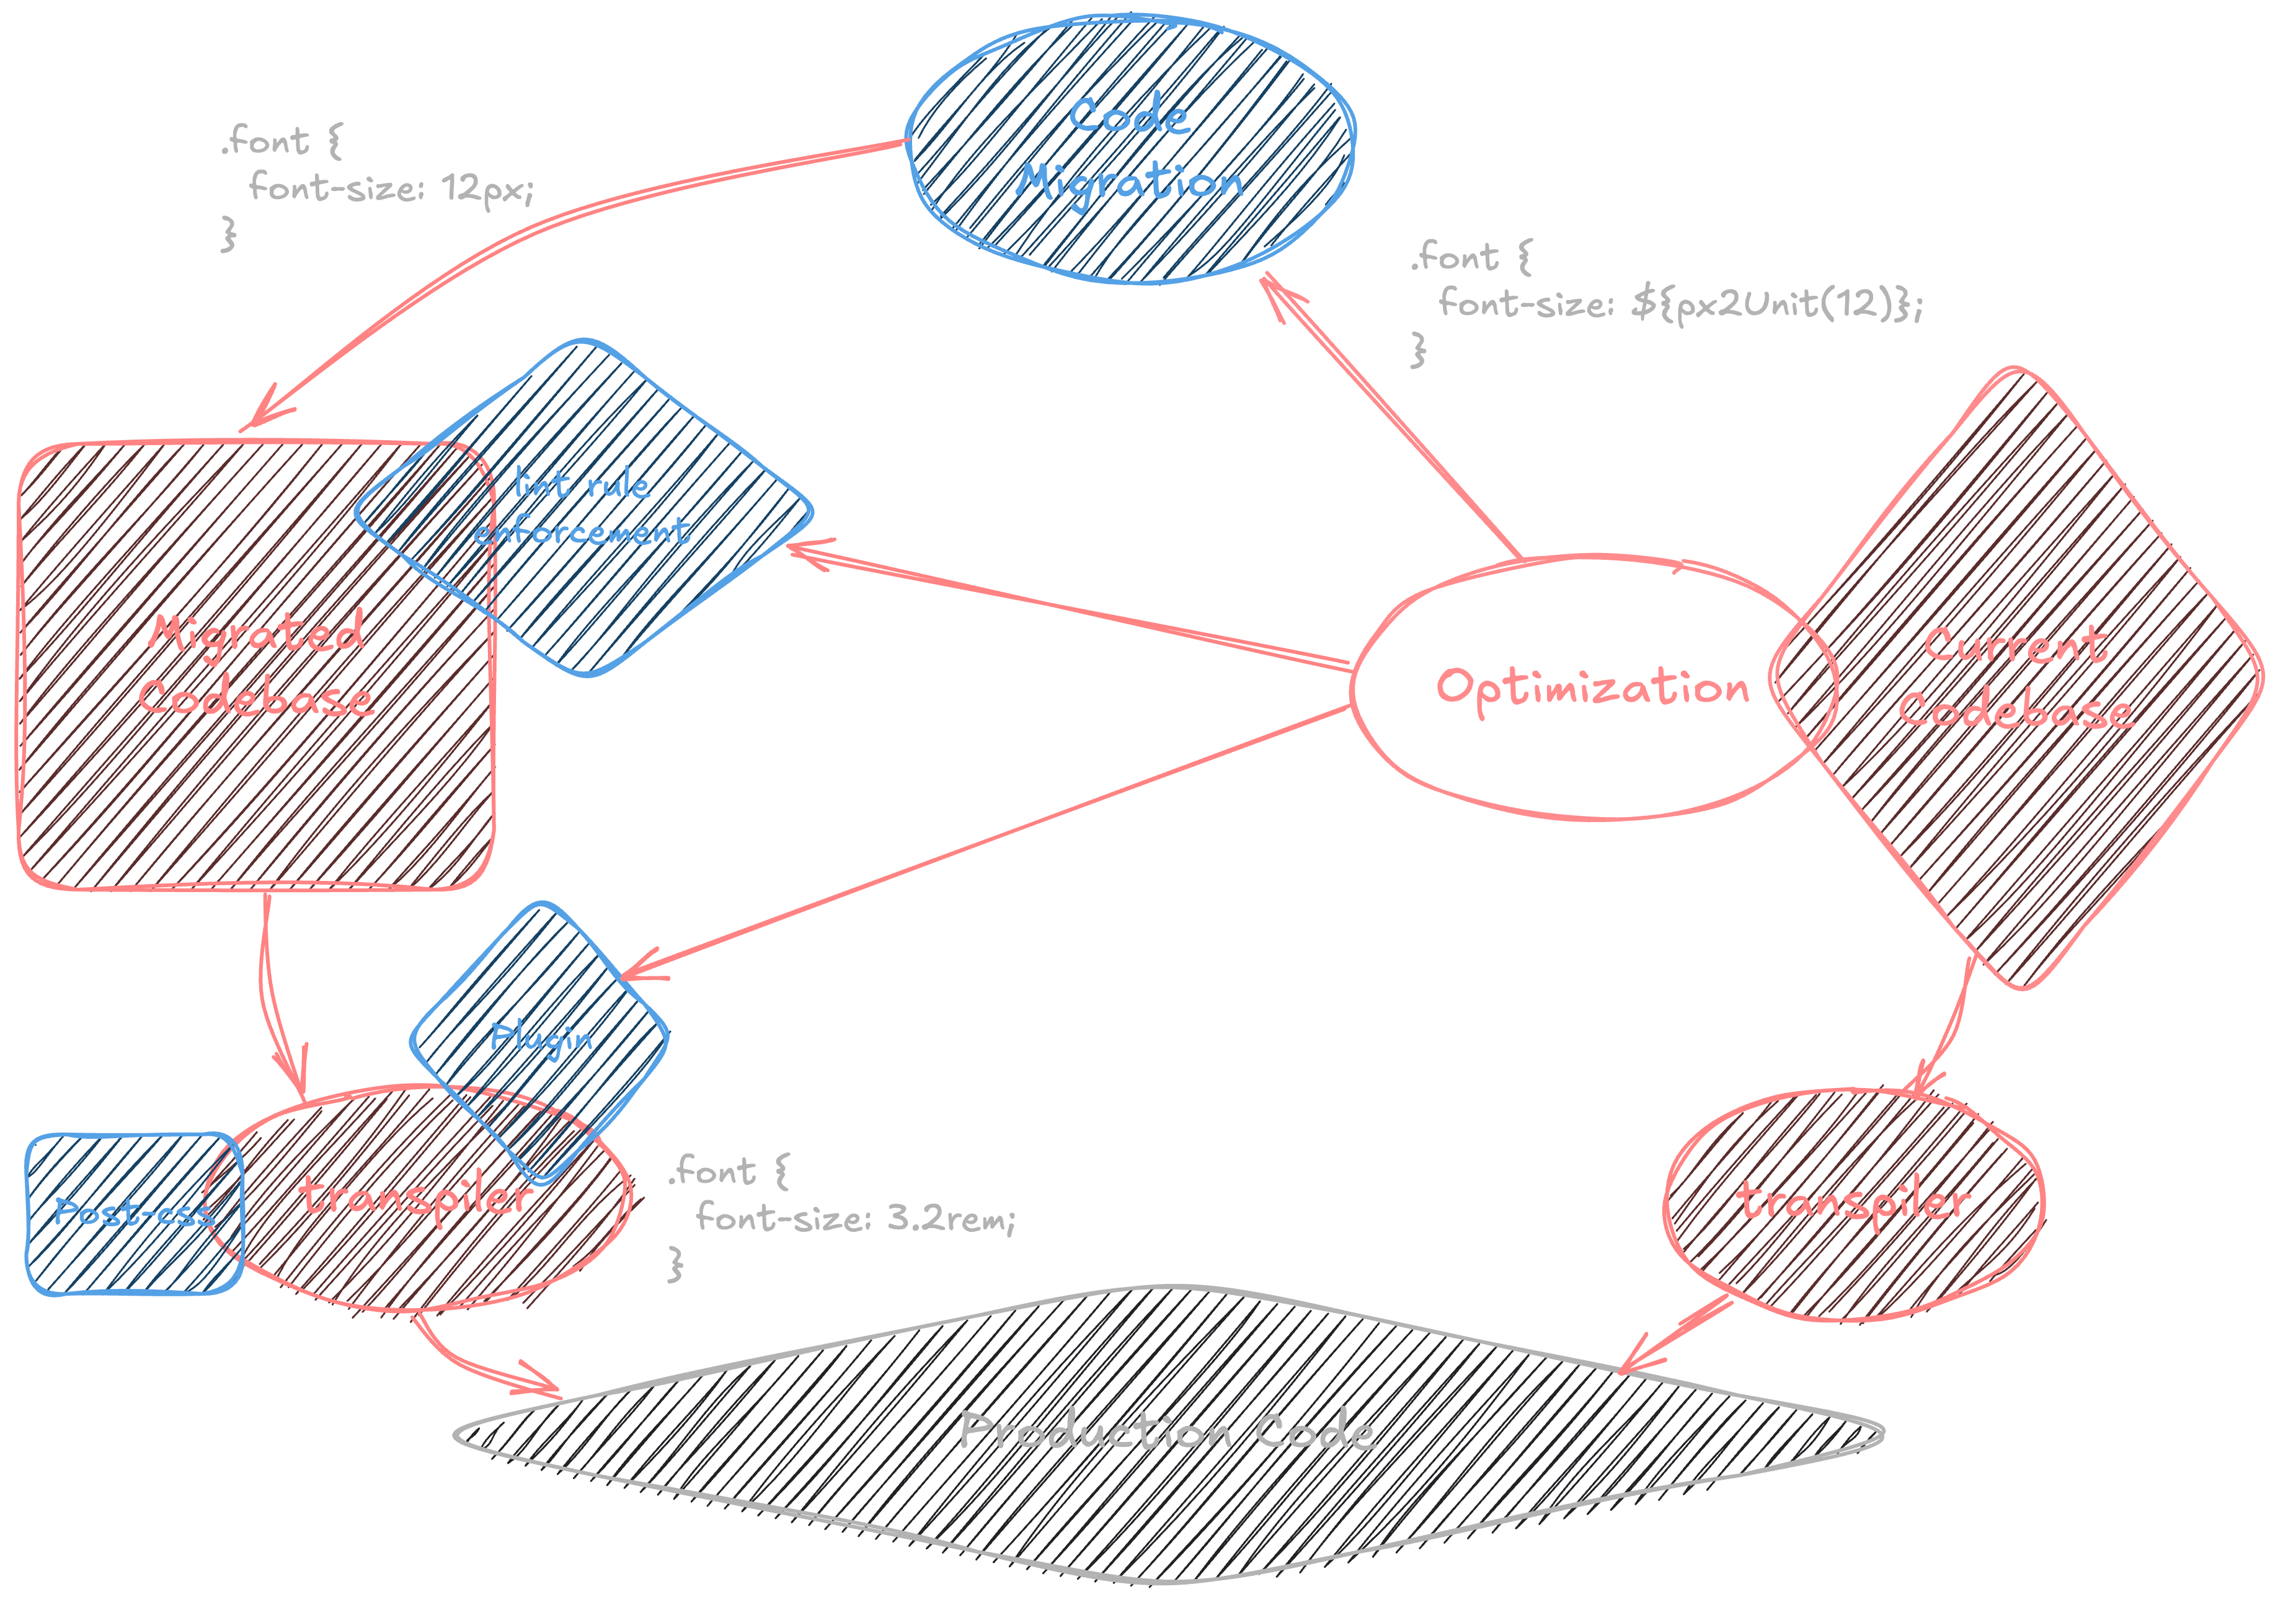 Code
Migration
.font {
font-size: 12px;
}
.font {
font-size: ${px2Unit(12)};
}
lint rule
enforcement
Migrated
Codebase
Optimization
Current
Codebase
Plugin
Post-css
transpiler
.font {
font-size: 3.2rem;
}
transpiler
Production Code